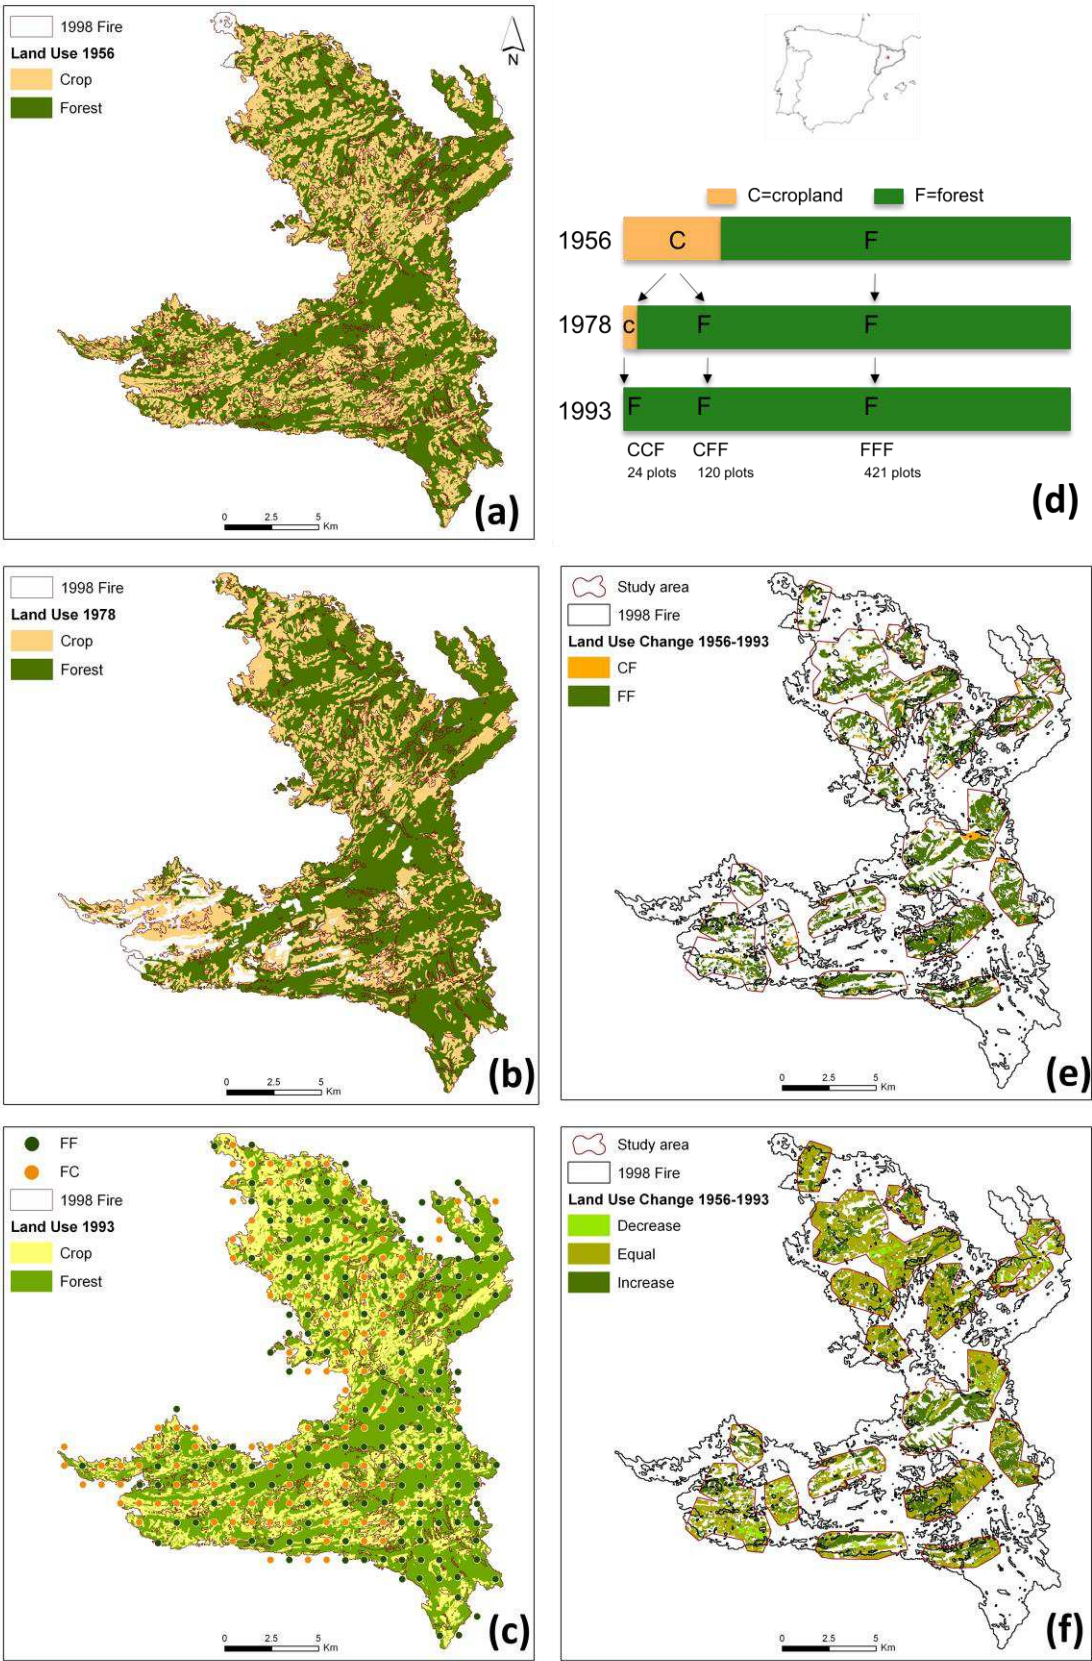 1998 Fire
Land Use 1956
Crop
Forest
N
0 2.5 5
Km
(a)
C=cropland F=forest
1956 C F
1978 c F F
1993 F F F
CCF CFF FFF
24 plots 120 plots 421 plots
(d)
1998 Fire
Land Use 1978
Crop
Forest
0 2.5 5
Km
(b)
Study area
1998 Fire
Land Use Change 1956-1993
CF
FF
0 2.5 5
Km
(e)
FF
FC
1998 Fire
Land Use 1993
Crop
Forest
0 2.5 5
Km
(c)
Study area
1998 Fire
Land Use Change 1956-1993
Decrease
Equal
Increase
0 2.5 5
Km
(f)